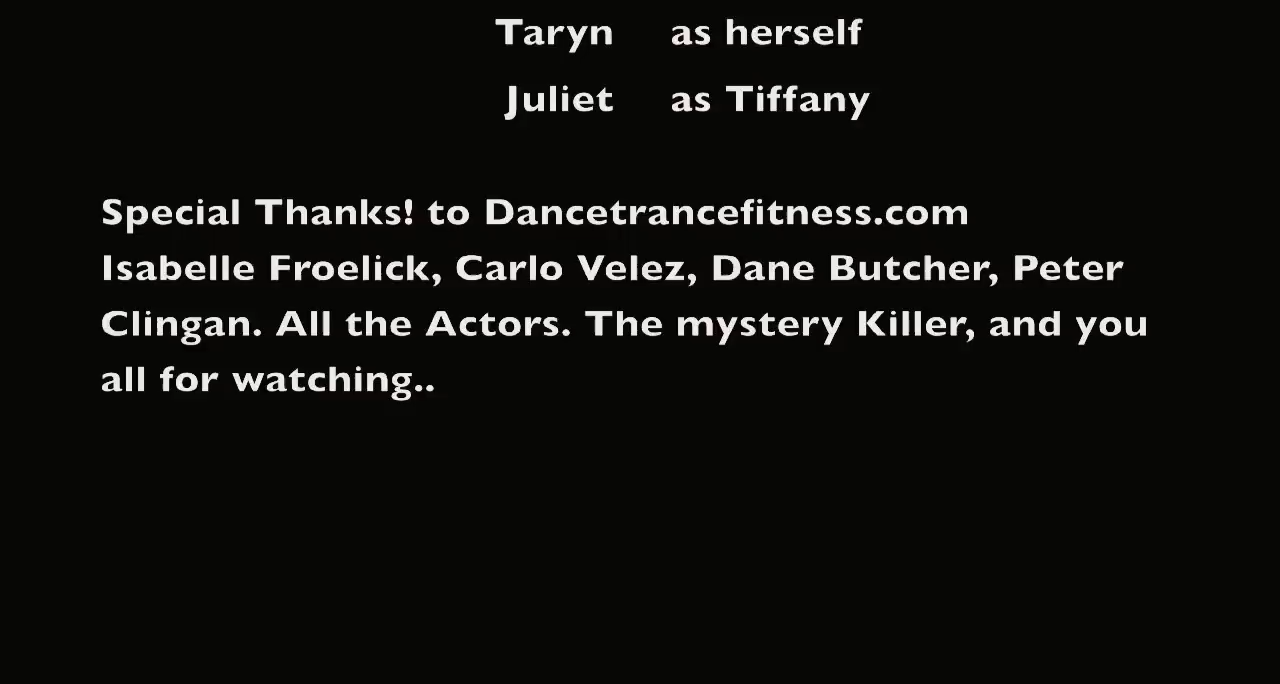 Taryn as herself
Juliet as Tiffany
Special Thanks! to Dancetrancefitness.com
Isabelle Froelick, Carlo Velez, Dane Butcher, Peter
Clingan. All the Actors. The mystery Killer, and you
all for watching..